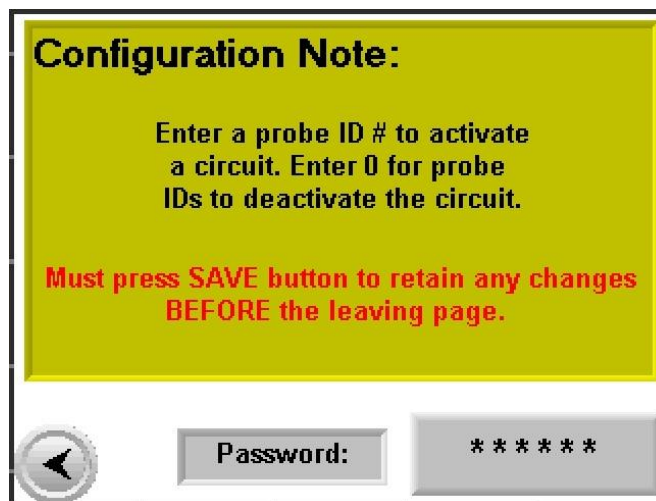 Configuration Note:
Enter a probe ID # to activate
a circuit. Enter 0 for probe
IDs to deactivate the circuit.
Must press SAVE button to retain any changes
BEFORE the leaving page.
Password:
******